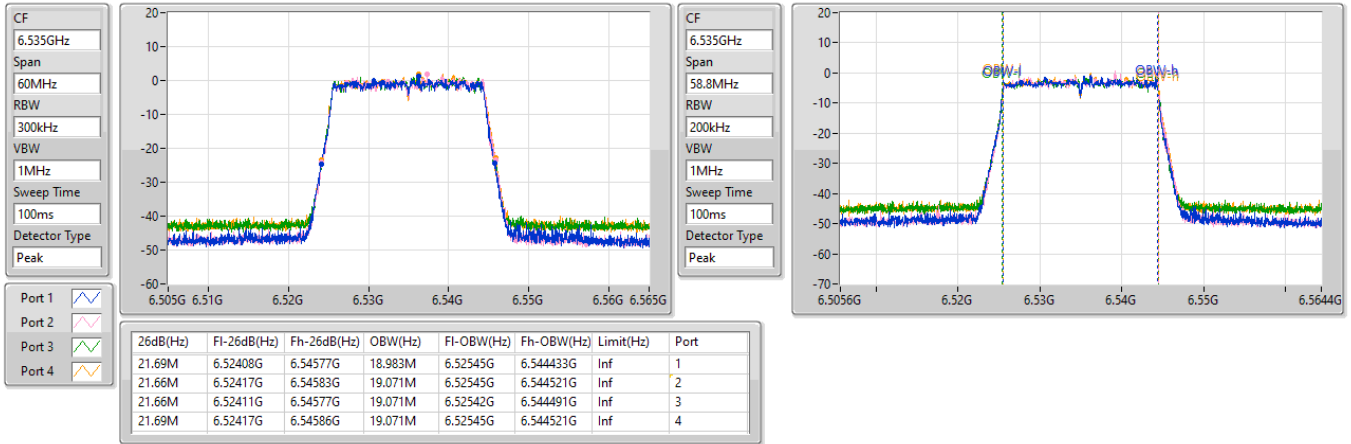 CF
6.535GHz
Span
60MHz
RBW
300kHz
VBW
1MHz
Sweep Time
100ms
Detector Type
Peak
20
10
0
-10
-20
-30
-40
-50
-60
6.505G 6.51G 6.52G 6.53G 6.54G 6.55G 6.56G 6.565G
CF
6.535GHz
Span
58.8MHz
RBW
200kHz
VBW
1MHz
Sweep Time
100ms
Detector Type
Peak
20
10
0
-10
-20
-30
-40
-50
-60
-70
OBW-l OBW-h
6.5056G 6.52G 6.53G 6.54G 6.55G 6.5644G
Port 1
Port 2
Port 3
Port 4
26dB(Hz) Fl-26dB(Hz) Fh-26dB(Hz) OBW(Hz) Fl-OBW(Hz) Fh-OBW(Hz) Limit(Hz) Port
21.69M 6.52408G 6.54577G 18.983M 6.52545G 6.544433G Inf 1
21.66M 6.52417G 6.54583G 19.071M 6.52545G 6.544521G Inf 2
21.66M 6.52411G 6.54577G 19.071M 6.52542G 6.544491G Inf 3
21.69M 6.52417G 6.54586G 19.071M 6.52545G 6.544521G Inf 4